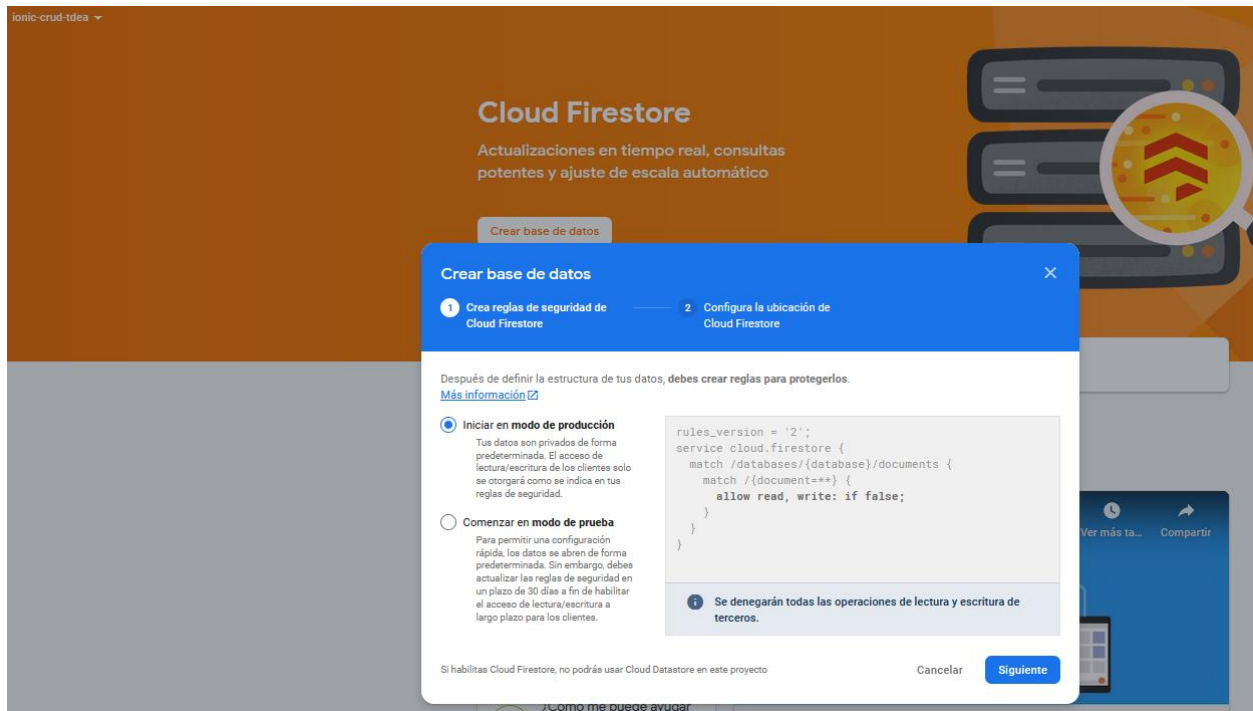 ionic-crud-tdea
Cloud Firestore
Actualizaciones en tiempo real, consultas
potentes y ajuste de escala automático
Crear base de datos
Crear base de datos
1 Crea reglas de seguridad de
Cloud Firestore
2 Configura la ubicación de
Cloud Firestore
Después de definir la estructura de tus datos, debes crear reglas para protegerlos.
Más información
Iniciar en modo de producción
Tus datos son privados de forma
predeterminada. El acceso de
lectura/escritura de los clientes solo
se otorgará como se indica en tus
reglas de seguridad.
Comenzar en modo de prueba
Para permitir una configuración
rápida, los datos se abren de forma
predeterminada. Sin embargo, debes
actualizar las reglas de seguridad en
un plazo de 30 días a fin de habilitar
el acceso de lectura/escritura a
largo plazo para los clientes.
rules_version = '2';
service cloud.firestore {
match /databases/{database}/documents {
match /{document=**} {
allow read, write: if false;
}
}
}
Se denegarán todas las operaciones de lectura y escritura de
terceros.
Si habilitas Cloud Firestore, no podrás usar Cloud Datastore en este proyecto
Cancelar
Siguiente
Ver más ta...
Compartir
¿Cómo me puede ayudar